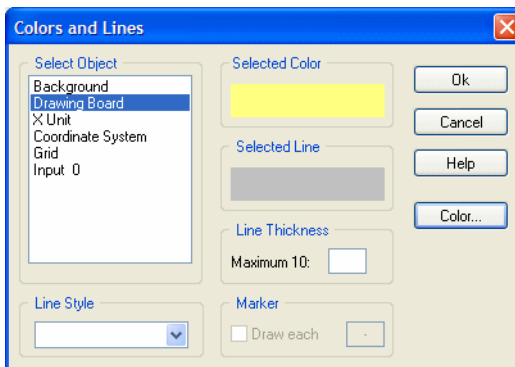 Colors and Lines
Select Object
Background
Drawing Board
X Unit
Coordinate System
Grid
Input 0
Line Style
Selected Color
Selected Line
Line Thickness
Maximum 10:
Marker
Draw each
Ok
Cancel
Help
Color...